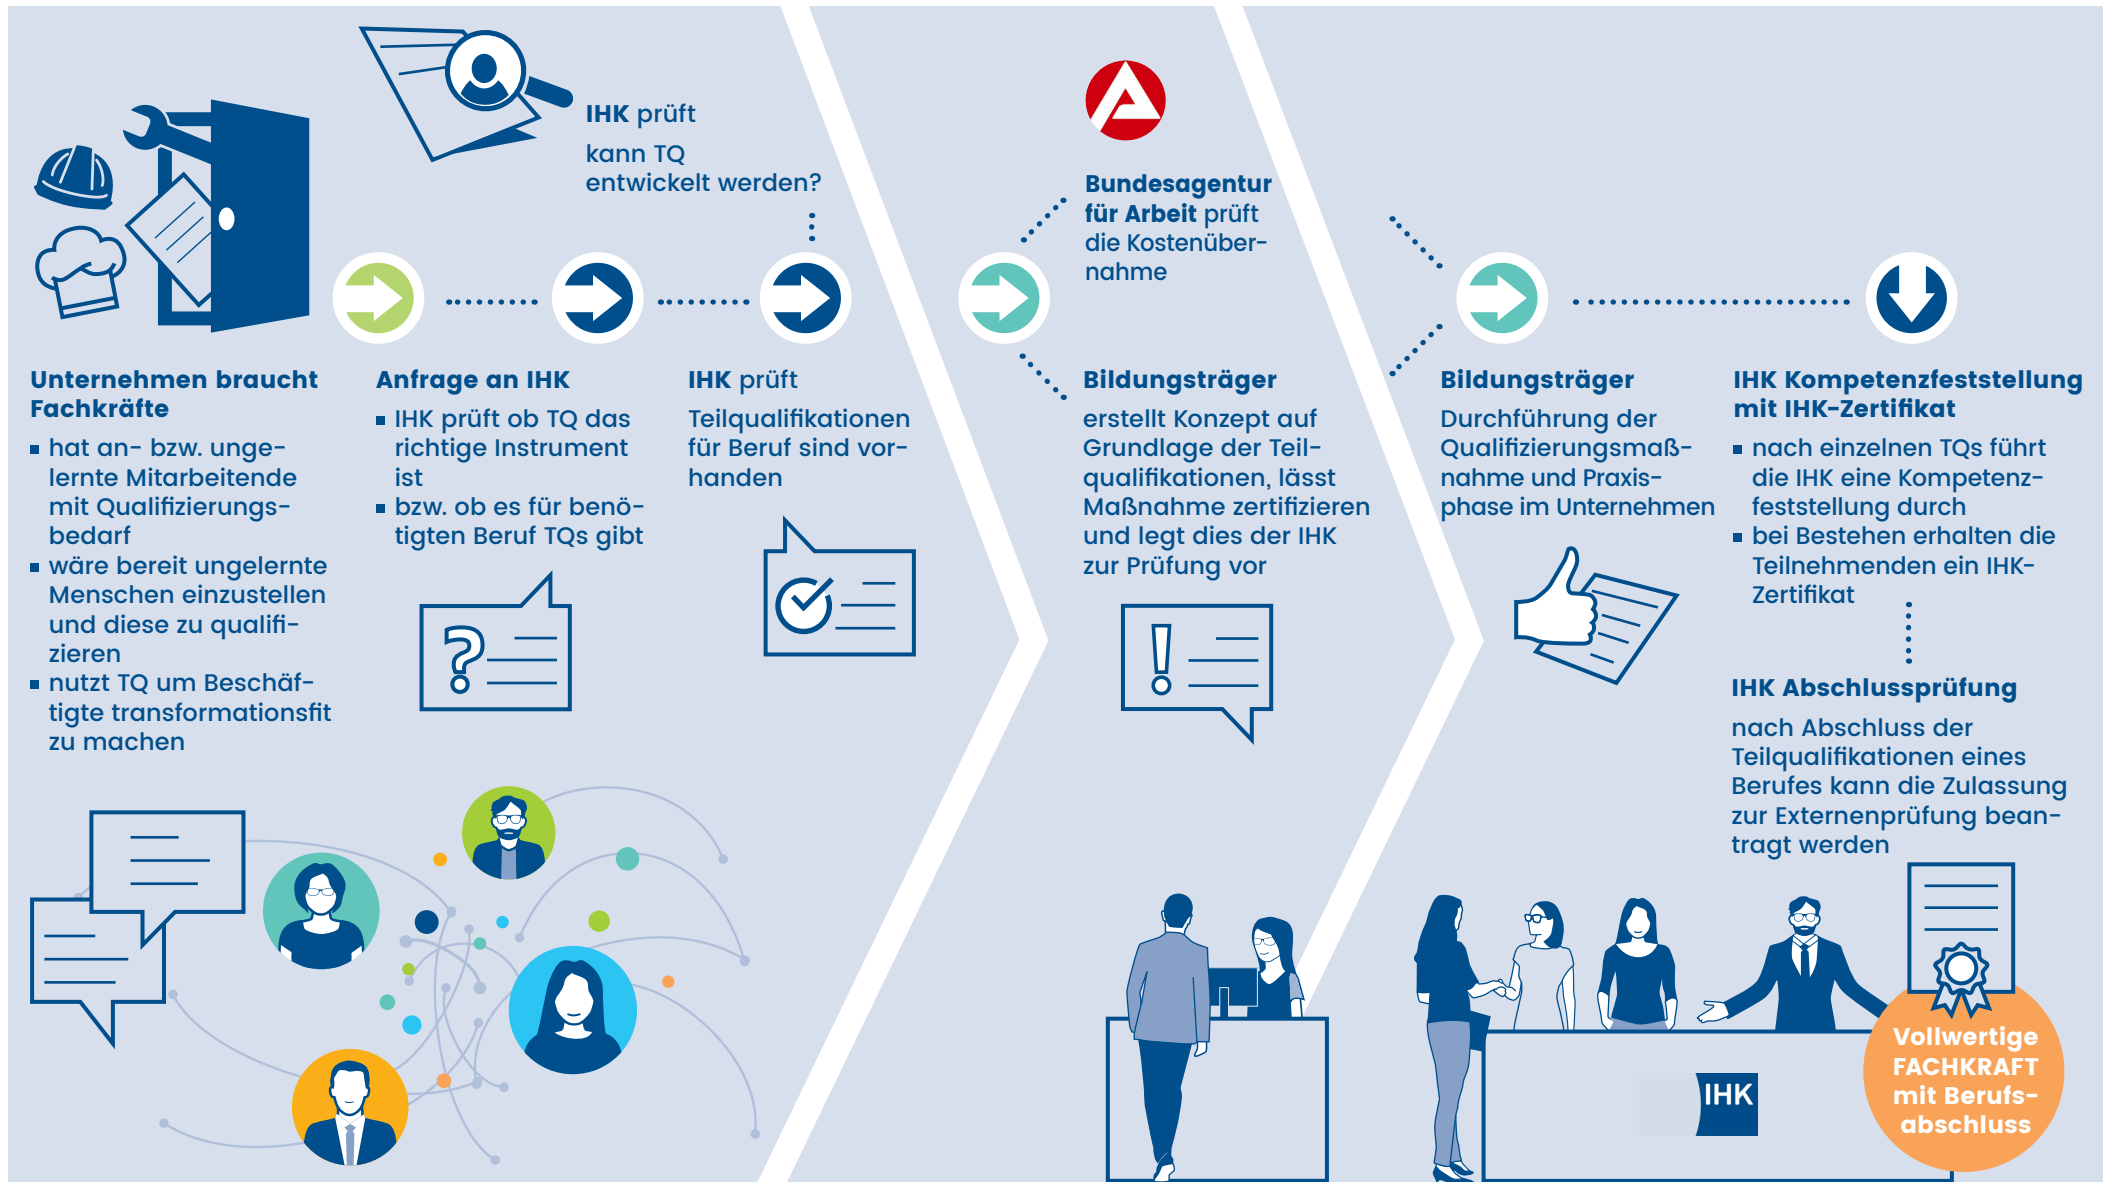 IHK prüft
kann TQ
entwickelt werden?
Unternehmen braucht
Fachkräfte
hat an- bzw. unge-
lernte Mitarbeitende
mit Qualifizierungs-
bedarf
wäre bereit ungelernte
Menschen einzustellen
und diese zu qualifi-
zieren
nutzt TQ um Beschäf-
tigte transformationsfit
zu machen
Anfrage an IHK
IHK prüft ob TQ das
richtige Instrument
ist
bzw. ob es für benö-
tigten Beruf TQs gibt
?
IHK prüft
Teilqualifikationen
für Beruf sind vor-
handen
Bundesagentur
für Arbeit prüft
die Kostenüber-
nahme
Bildungsträger
erstellt Konzept auf
Grundlage der Teil-
qualifikationen, lässt
Maßnahme zertifizieren
und legt dies der IHK
zur Prüfung vor
!
Bildungsträger
Durchführung der
Qualifizierungsmaß-
nahme und Praxis-
phase im Unternehmen
IHK Kompetenzfeststellung
mit IHK-Zertifikat
nach einzelnen TQs führt
die IHK eine Kompetenz-
feststellung durch
bei Bestehen erhalten die
Teilnehmenden ein IHK-
Zertifikat
IHK Abschlussprüfung
nach Abschluss der
Teilqualifikationen eines
Berufes kann die Zulassung
zur Externenprüfung bean-
tragt werden
IHK
Vollwertige
FACHKRAFT
mit Berufs-
abschluss